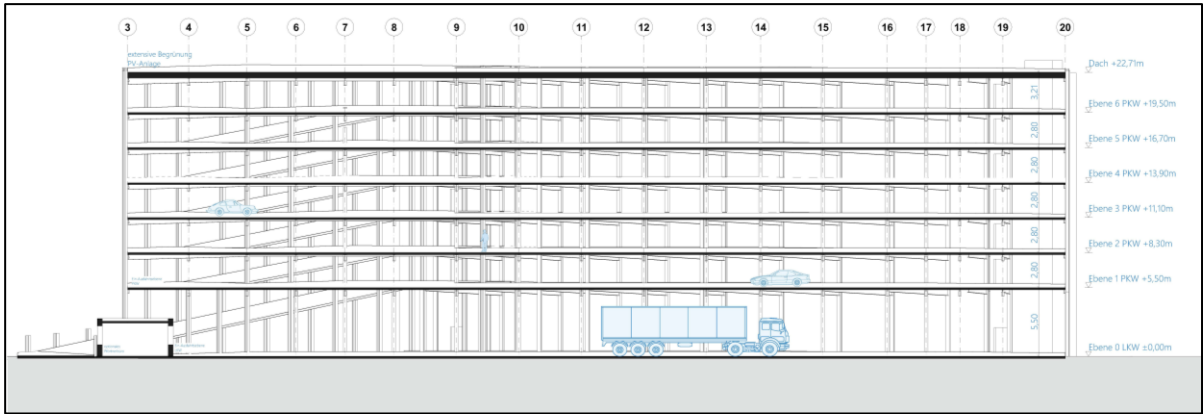 3 4 5 6 7 8 9 10 11 12 13 14 15 16 17 18 19 20
extensive Begrünung
PV-Anlage
Dach +22,71m
3,21
Ebene 6 PKW +19,50m
2,80
Ebene 5 PKW +16,70m
2,80
Ebene 4 PKW +13,90m
2,80
Ebene 3 PKW +11,10m
2,80
Ebene 2 PKW +8,30m
2,80
Ebene 1 PKW +5,50m
5,50
Ebene 0 LKW ±0,00m